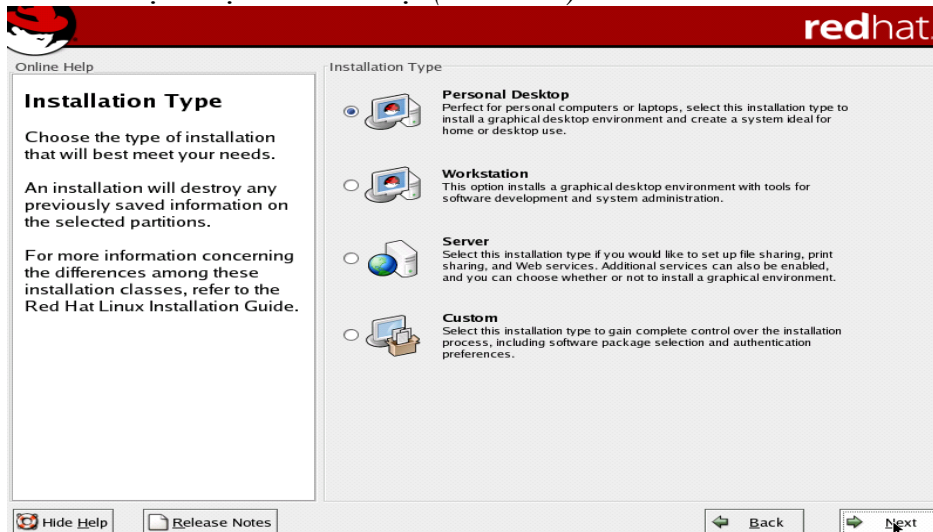 redhat.
Online Help
Installation Type
Choose the type of installation
that will best meet your needs.
An installation will destroy any
previously saved information on
the selected partitions.
For more information concerning
the differences among these
installation classes, refer to the
Red Hat Linux Installation Guide.
Installation Type
Personal Desktop
Perfect for personal computers or laptops, select this installation type to
install a graphical desktop environment and create a system ideal for
home or desktop use.
Workstation
This option installs a graphical desktop environment with tools for
software development and system administration.
Server
Select this installation type if you would like to set up file sharing, print
sharing, and Web services. Additional services can also be enabled,
and you can choose whether or not to install a graphical environment.
Custom
Select this installation type to gain complete control over the installation
process, including software package selection and authentication
preferences.
Hide Help
Release Notes
Back
Next